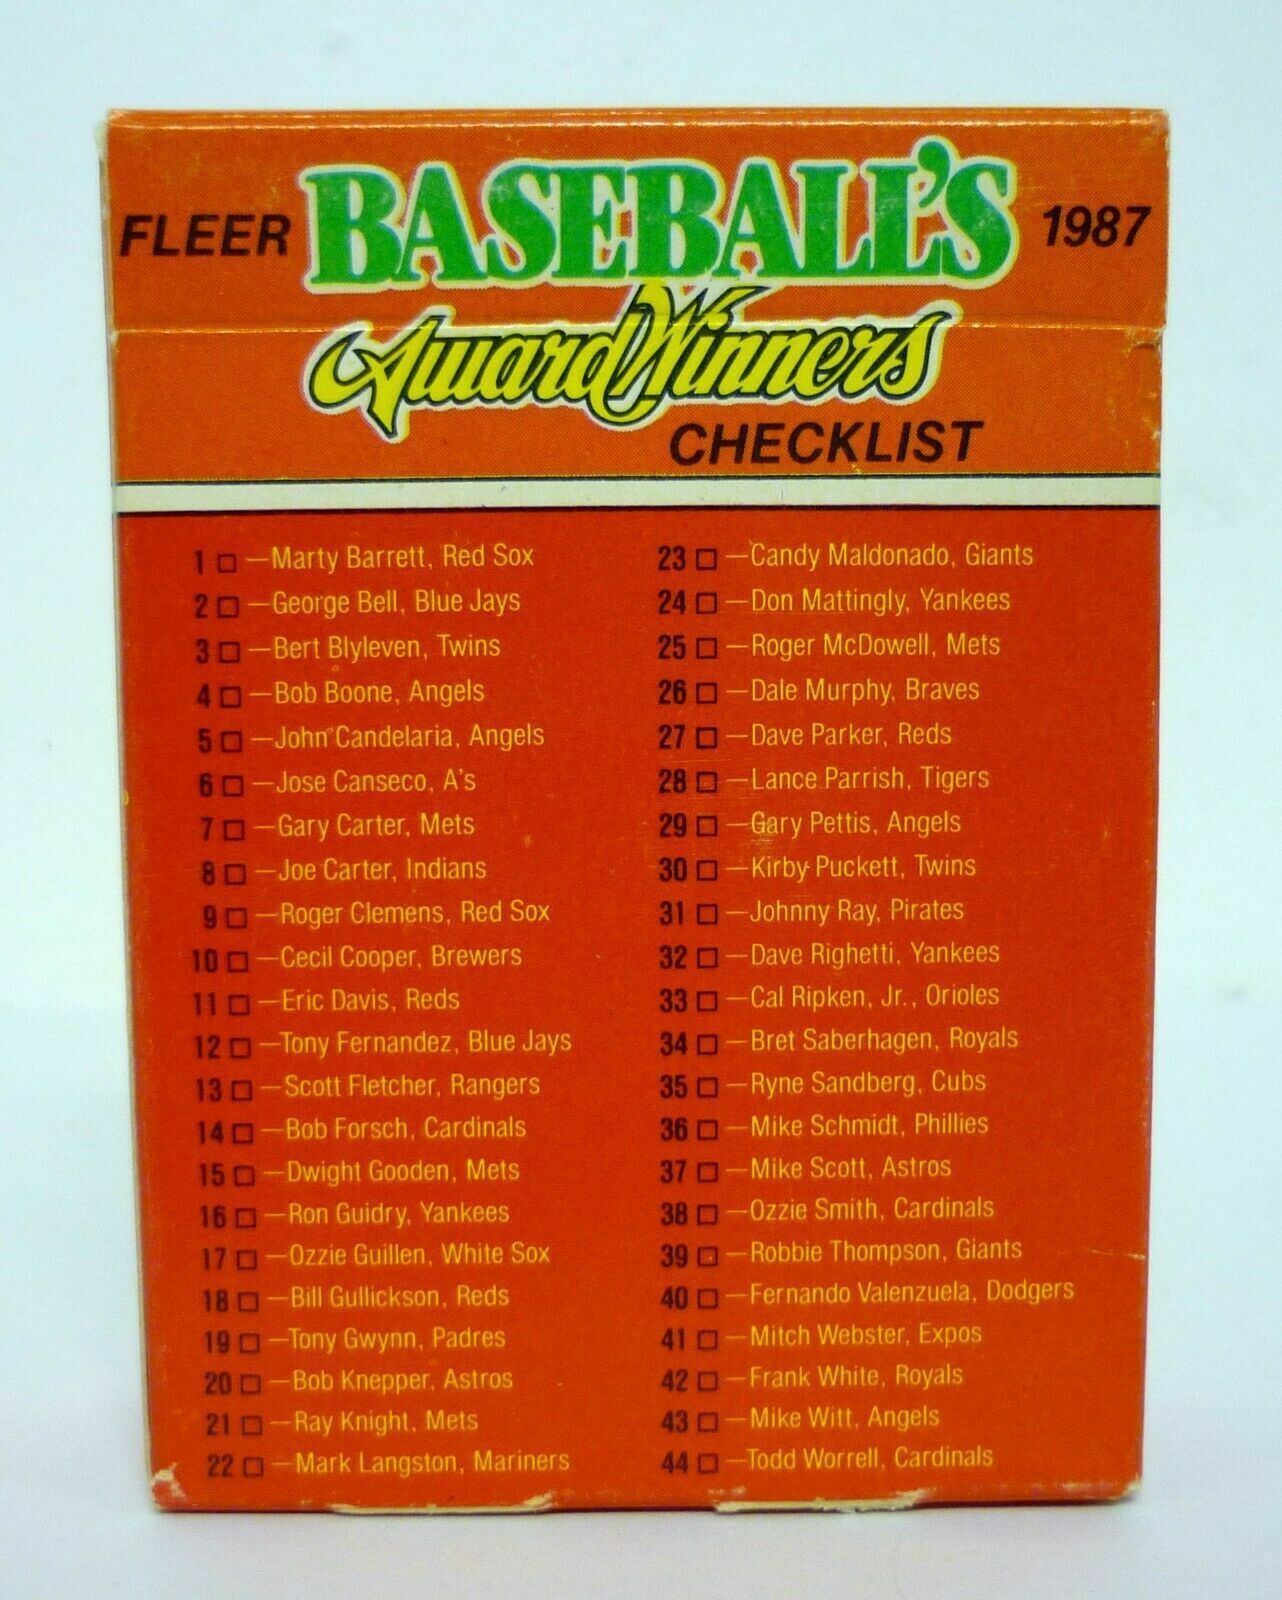 FLEER BASEBALL'S 1987
Award Winners
CHECKLIST
1 □ —Marty Barrett, Red Sox
2 □ —George Bell, Blue Jays
3 □ —Bert Blyleven, Twins
4 □ —Bob Boone, Angels
5 □ —John Candelaria, Angels
6 □ —Jose Canseco, A's
7 □ —Gary Carter, Mets
8 □ —Joe Carter, Indians
9 □ —Roger Clemens, Red Sox
10 □ —Cecil Cooper, Brewers
11 □ —Eric Davis, Reds
12 □ —Tony Fernandez, Blue Jays
13 □ —Scott Fletcher, Rangers
14 □ —Bob Forsch, Cardinals
15 □ —Dwight Gooden, Mets
16 □ —Ron Guidry, Yankees
17 □ —Ozzie Guillen, White Sox
18 □ —Bill Gullickson, Reds
19 □ —Tony Gwynn, Padres
20 □ —Bob Knepper, Astros
21 □ —Ray Knight, Mets
22 □ —Mark Langston, Mariners
23 □ —Candy Maldonado, Giants
24 □ —Don Mattingly, Yankees
25 □ —Roger McDowell, Mets
26 □ —Dale Murphy, Braves
27 □ —Dave Parker, Reds
28 □ —Lance Parrish, Tigers
29 □ —Gary Pettis, Angels
30 □ —Kirby Puckett, Twins
31 □ —Johnny Ray, Pirates
32 □ —Dave Righetti, Yankees
33 □ —Cal Ripken, Jr., Orioles
34 □ —Bret Saberhagen, Royals
35 □ —Ryne Sandberg, Cubs
36 □ —Mike Schmidt, Phillies
37 □ —Mike Scott, Astros
38 □ —Ozzie Smith, Cardinals
39 □ —Robbie Thompson, Giants
40 □ —Fernando Valenzuela, Dodgers
41 □ —Mitch Webster, Expos
42 □ —Frank White, Royals
43 □ —Mike Witt, Angels
44 □ —Todd Worrell, Cardinals